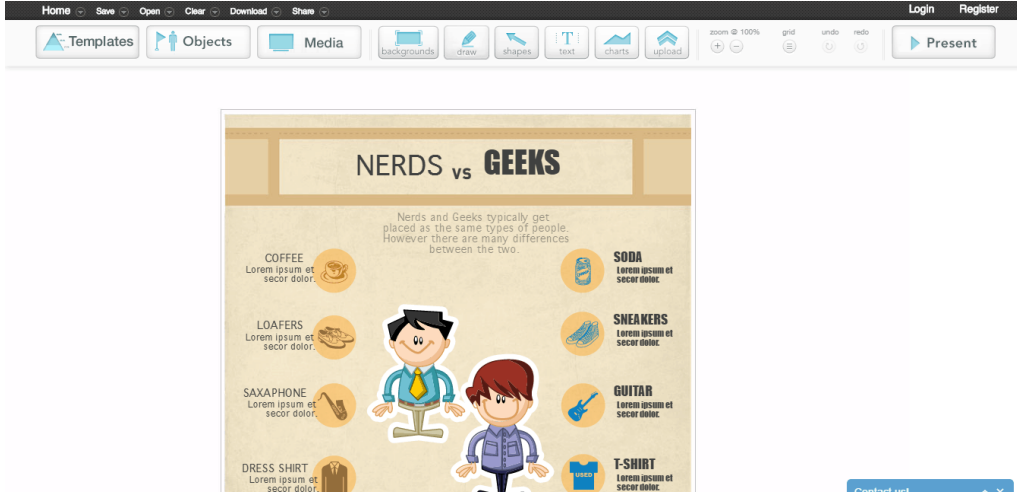 Home Save Open Clear Download Share Login Register
Templates Objects Media backgrounds draw shapes text charts upload zoom @ 100% grid undo redo Present
NERDS vs GEEKS
Nerds and Geeks typically get
placed as the same types of people.
However there are many differences
between the two.
COFFEE
Lorem ipsum et
secor dolor.
SODA
Lorem ipsum et
secor dolor.
LOAFERS
Lorem ipsum et
secor dolor.
SNEAKERS
Lorem ipsum et
secor dolor.
SAXAPHONE
Lorem ipsum et
secor dolor.
GUITAR
Lorem ipsum et
secor dolor.
DRESS SHIRT
Lorem ipsum et
secor dolor.
USED
T-SHIRT
Lorem ipsum et
secor dolor.
Contact us!